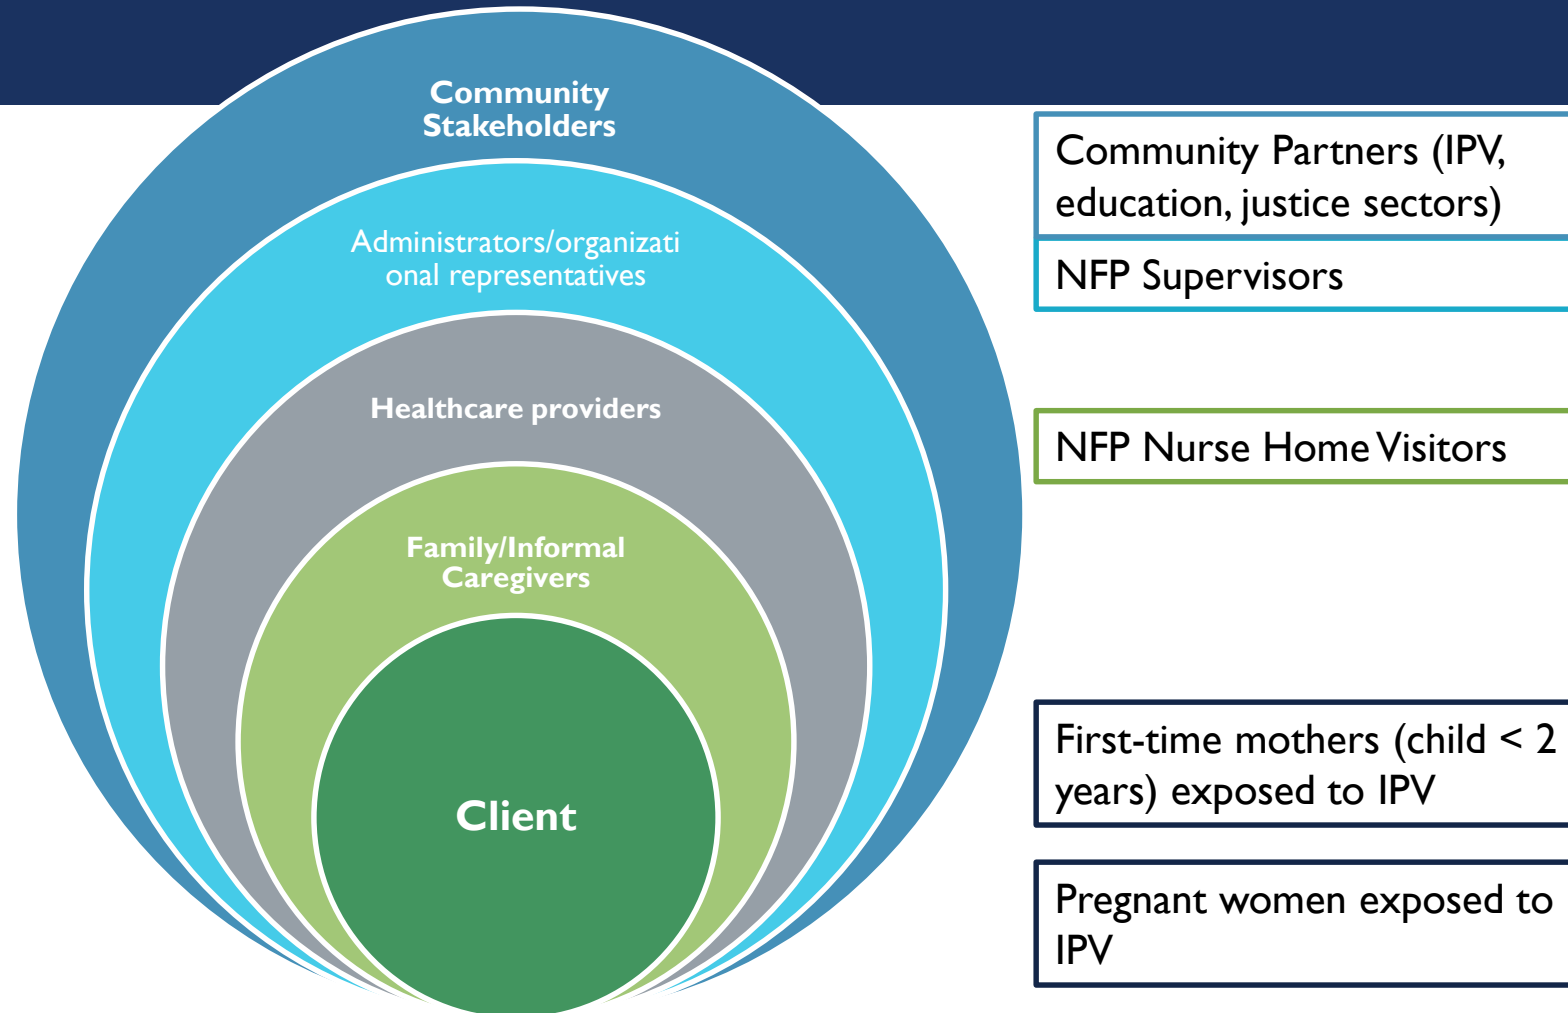 Community
Stakeholders
Administrators/organizati
onal representatives
Healthcare providers
Family/Informal
Caregivers
Client
Community Partners (IPV,
education, justice sectors)
NFP Supervisors
NFP Nurse Home Visitors
First-time mothers (child < 2
years) exposed to IPV
Pregnant women exposed to
IPV